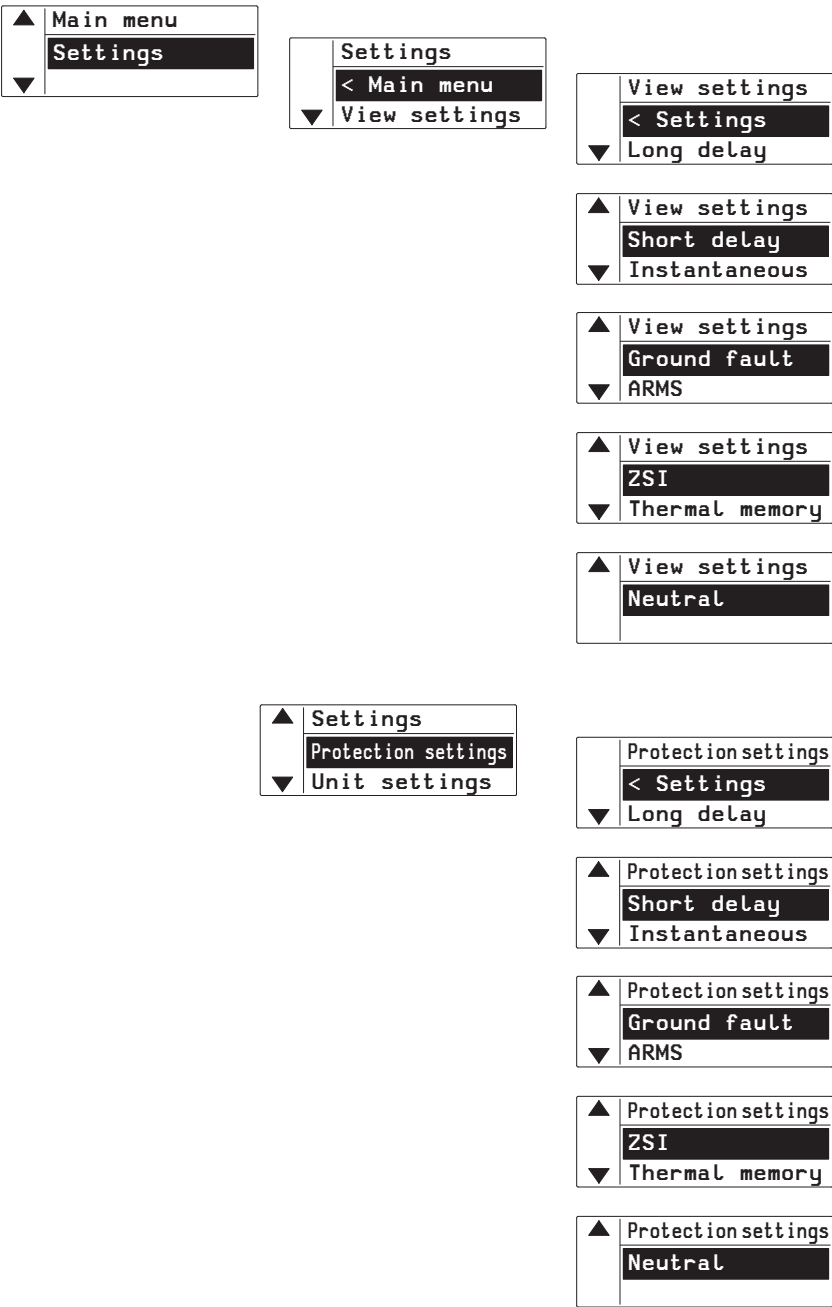 Main menu
Settings
Settings
< Main menu
View settings
View settings
< Settings
Long delay
View settings
Short delay
Instantaneous
View settings
Ground fault
ARMS
View settings
ZSI
Thermal memory
View settings
Neutral
Settings
Protection settings
Unit settings
Protection settings
< Settings
Long delay
Protection settings
Short delay
Instantaneous
Protection settings
Ground fault
ARMS
Protection settings
ZSI
Thermal memory
Protection settings
Neutral